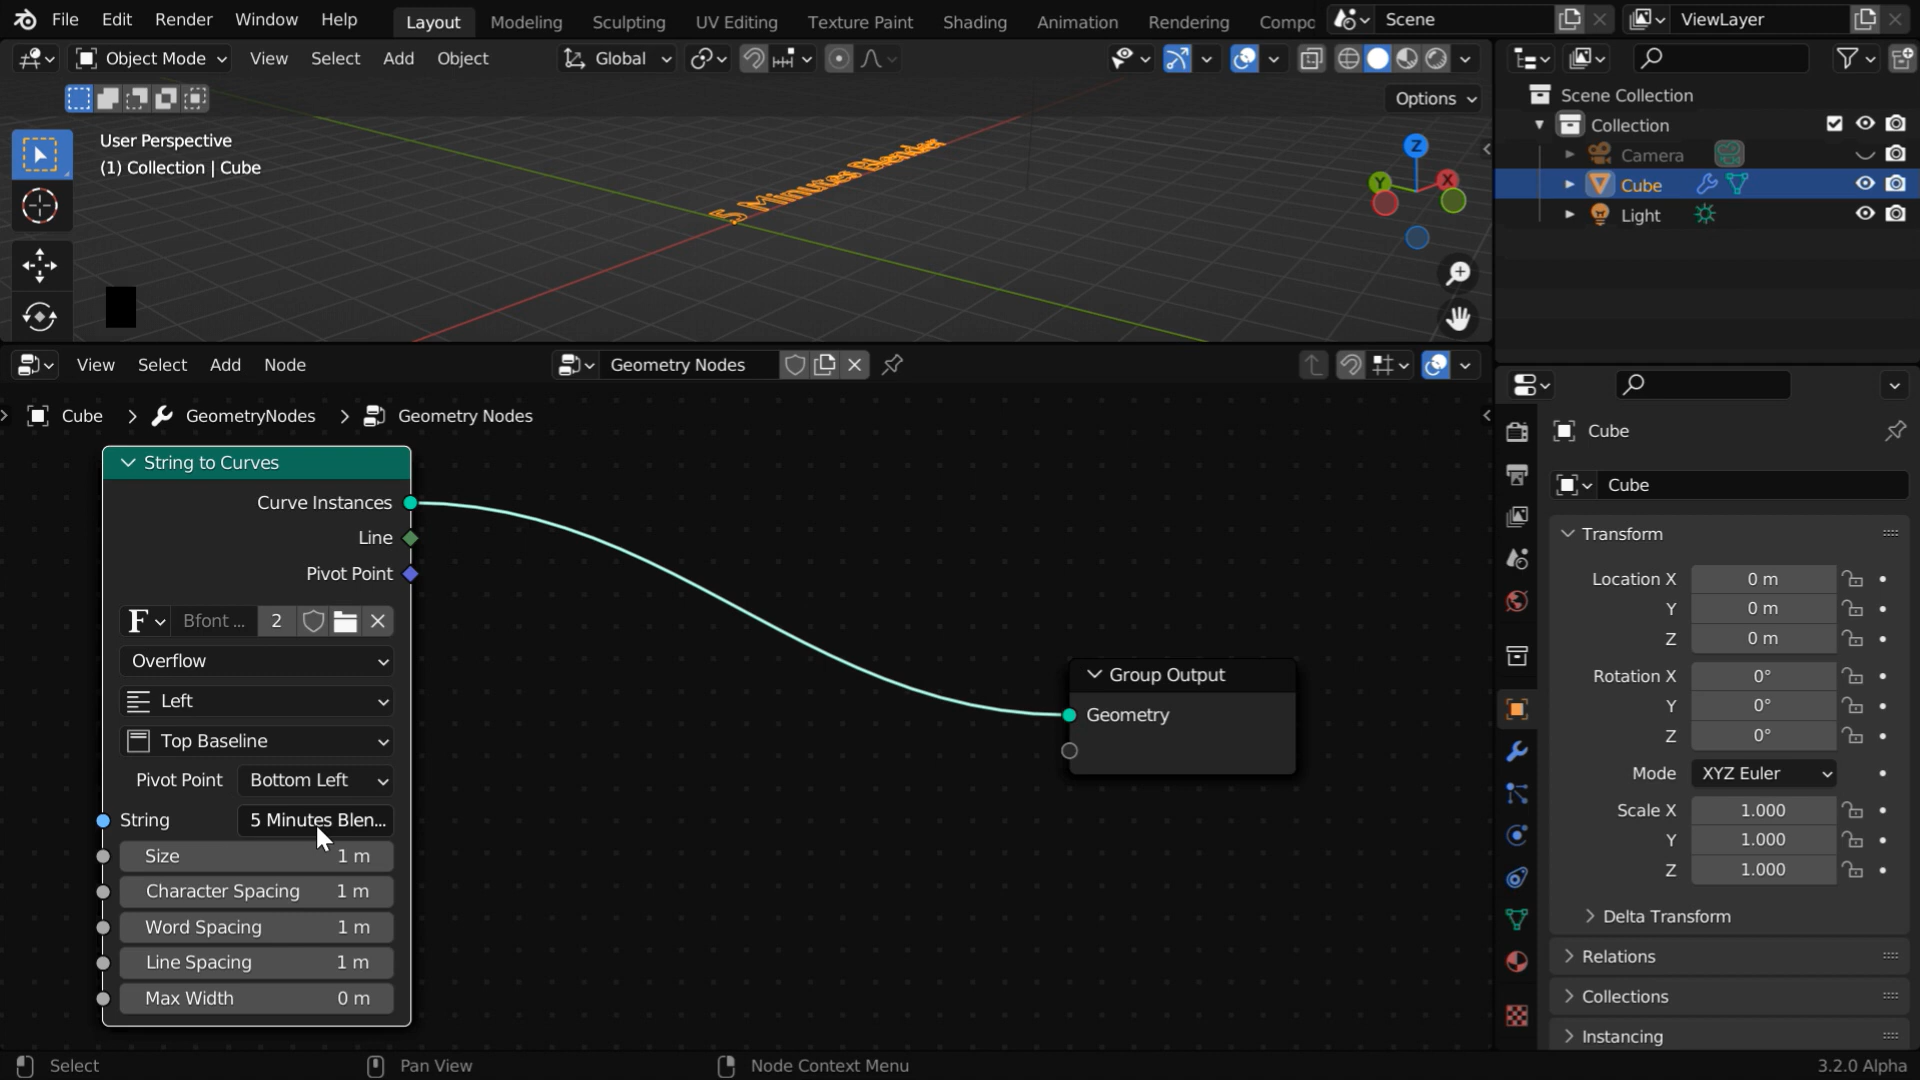 File Edit Render Window Help Layout Modeling Sculpting UV Editing Texture Paint Shading Animation Rendering Compo Scene ViewLayer
Object Mode View Select Add Object Global
Options
User Perspective
(1) Collection | Cube
5 Minutes Blender
Z
Y
X
Scene Collection
Collection
Camera
Cube
Light
View Select Add Node Geometry Nodes
Cube > GeometryNodes > Geometry Nodes
String to Curves
Curve Instances
Line
Pivot Point
F Bfont ... 2
Overflow
Left
Top Baseline
Pivot Point Bottom Left
String 5 Minutes Blen...
Size 1 m
Character Spacing 1 m
Word Spacing 1 m
Line Spacing 1 m
Max Width 0 m
Group Output
Geometry
Cube
Cube
Transform
Location X 0 m
Y 0 m
Z 0 m
Rotation X 0°
Y 0°
Z 0°
Mode XYZ Euler
Scale X 1.000
Y 1.000
Z 1.000
Delta Transform
Relations
Collections
Instancing
Select Pan View Node Context Menu 3.2.0 Alpha